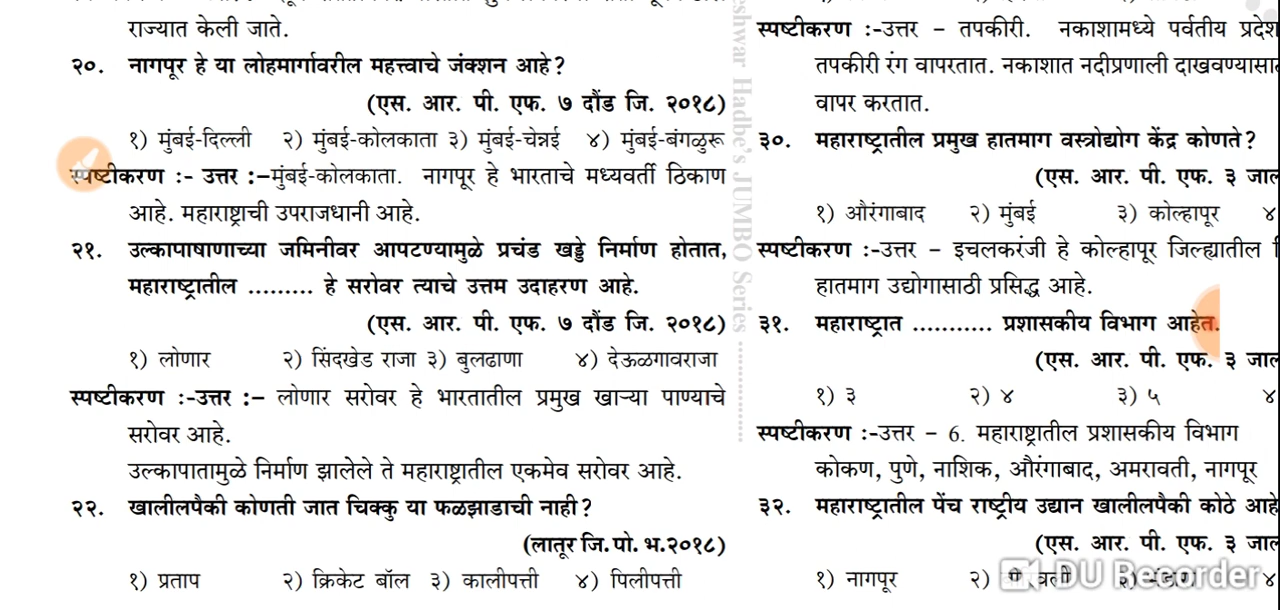 राज्यात केली जाते.
२०. नागपूर हे या लोहमार्गावरील महत्त्वाचे जंक्शन आहे?
(एस. आर. पी. एफ. ७ दौंड जि. २०१८)
१) मुंबई-दिल्ली २) मुंबई-कोलकाता ३) मुंबई-चेन्नई ४) मुंबई-बंगळुरू
स्पष्टीकरण :- उत्तर :–मुंबई-कोलकाता. नागपूर हे भारताचे मध्यवर्ती ठिकाण
आहे. महाराष्ट्राची उपराजधानी आहे.
२१. उल्कापाषाणाच्या जमिनीवर आपटण्यामुळे प्रचंड खड्डे निर्माण होतात,
महाराष्ट्रातील ......... हे सरोवर त्याचे उत्तम उदाहरण आहे.
(एस. आर. पी. एफ. ७ दौंड जि. २०१८)
१) लोणार २) सिंदखेड राजा ३) बुलढाणा ४) देऊळगावराजा
स्पष्टीकरण :-उत्तर :– लोणार सरोवर हे भारतातील प्रमुख खाऱ्या पाण्याचे
सरोवर आहे.
उल्कापातामुळे निर्माण झालेले ते महाराष्ट्रातील एकमेव सरोवर आहे.
२२. खालीलपैकी कोणती जात चिक्कु या फळझाडाची नाही?
(लातूर जि.पो.भ.२०१८)
१) प्रताप २) क्रिकेट बॉल ३) कालीपत्ती ४) पिलीपत्ती
eshwar Hadbe's JUMBO Series ..................
स्पष्टीकरण :-उत्तर – तपकीरी. नकाशामध्ये पर्वतीय प्रदेश
तपकीरी रंग वापरतात. नकाशात नदीप्रणाली दाखवण्यासा
वापर करतात.
३०. महाराष्ट्रातील प्रमुख हातमाग वस्त्रोद्योग केंद्र कोणते?
(एस. आर. पी. एफ. ३ जाल
१) औरंगाबाद २) मुंबई ३) कोल्हापूर ४
स्पष्टीकरण :-उत्तर – इचलकरंजी हे कोल्हापूर जिल्ह्यातील
हातमाग उद्योगासाठी प्रसिद्ध आहे.
३१. महाराष्ट्रात ........... प्रशासकीय विभाग आहेत.
(एस. आर. पी. एफ. ३ जाल
१) ३ २) ४ ३) ५ ४
स्पष्टीकरण :-उत्तर – 6. महाराष्ट्रातील प्रशासकीय विभाग
कोकण, पुणे, नाशिक, औरंगाबाद, अमरावती, नागपूर
३२. महाराष्ट्रातील पेंच राष्ट्रीय उद्यान खालीलपैकी कोठे आहे
(एस. आर. पी. एफ. ३ जाल
१) नागपूर २) ३) ४
DU Recorder